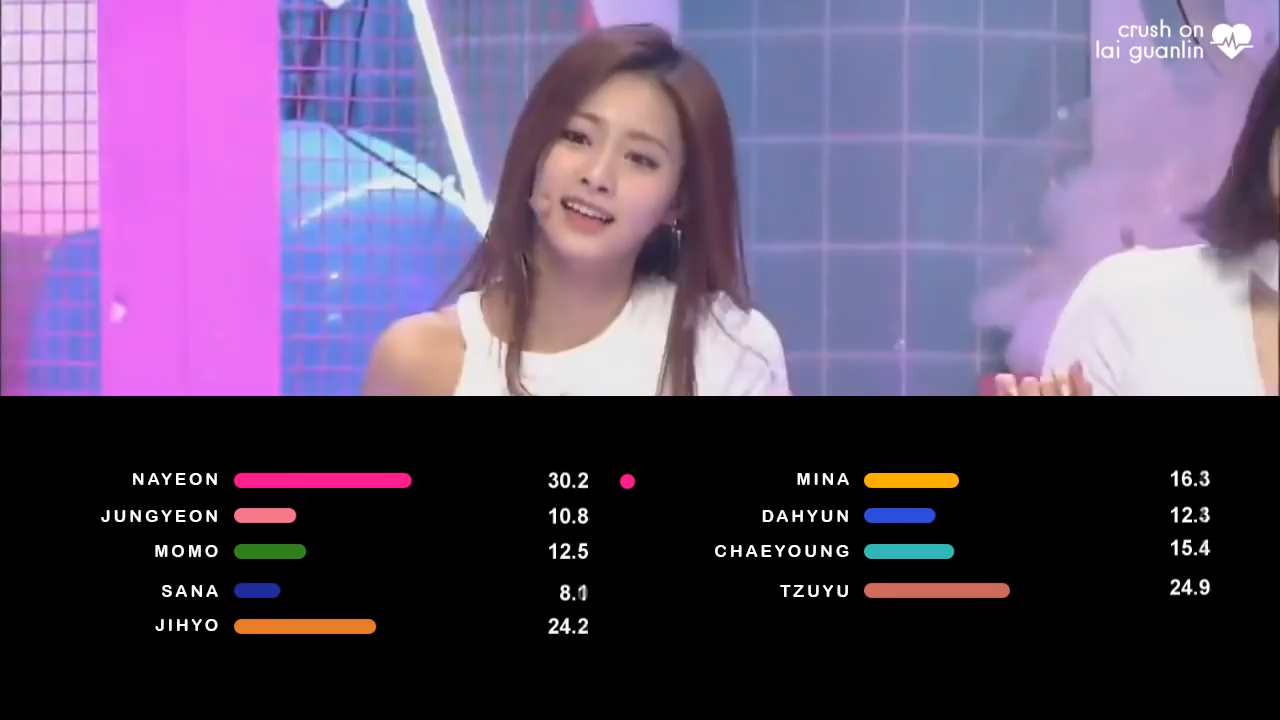 crush on
lai guanlin
NAYEON 30.2
JUNGYEON 10.8
MOMO 12.5
SANA 8.1
JIHYO 24.2
MINA 16.3
DAHYUN 12.3
CHAEYOUNG 15.4
TZUYU 24.9